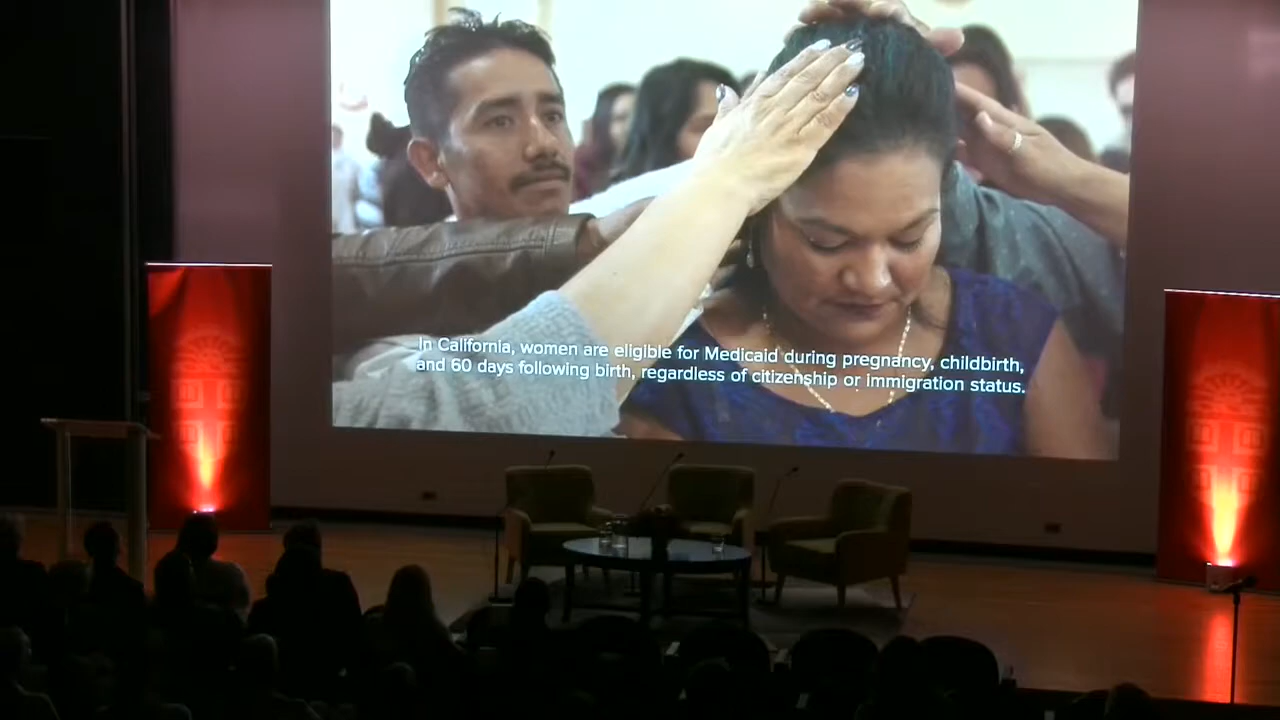 In California, women are eligible for Medicaid during pregnancy, childbirth,
and 60 days following birth, regardless of citizenship or immigration status.